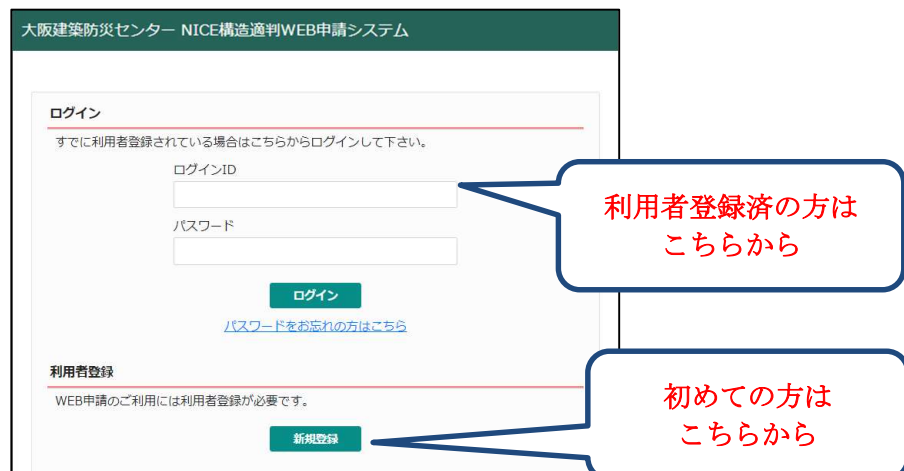 大阪建築防災センター NICE構造適判WEB申請システム
ログイン
すでに利用者登録されている場合はこちらからログインして下さい。
ログインID
利用者登録済の方は
こちらから
パスワード
ログイン
パスワードをお忘れの方はこちら
利用者登録
WEB申請のご利用には利用者登録が必要です。
初めての方は
こちらから
新規登録